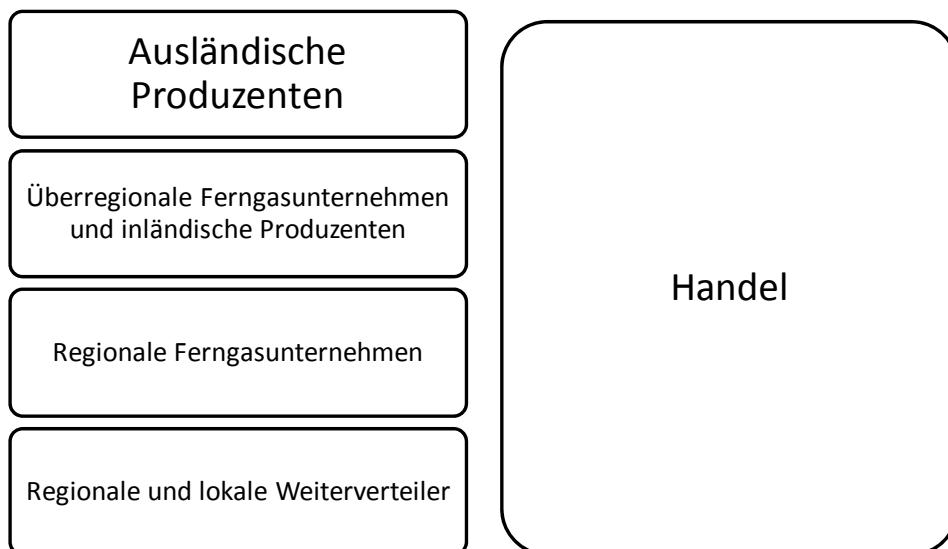 Ausländische
Produzenten
Überregionale Ferngasunternehmen
und inländische Produzenten
Regionale Ferngasunternehmen
Regionale und lokale Weiterverteiler
Handel